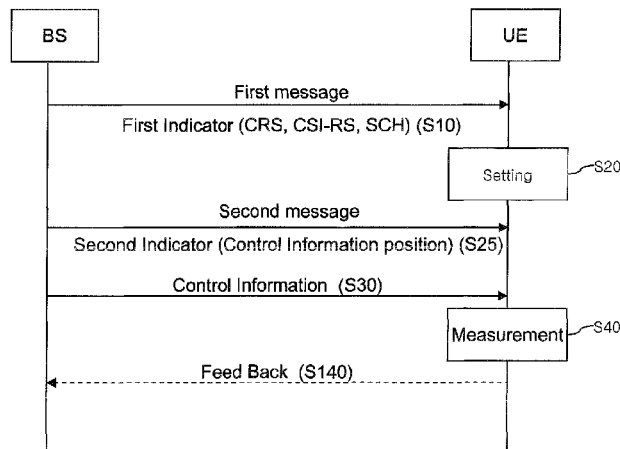 BS
UE
First message
First Indicator (CRS, CSI-RS, SCH) (S10)
Setting
S20
Second message
Second Indicator (Control Information position) (S25)
Control Information (S30)
Measurement
S40
Feed Back (S140)